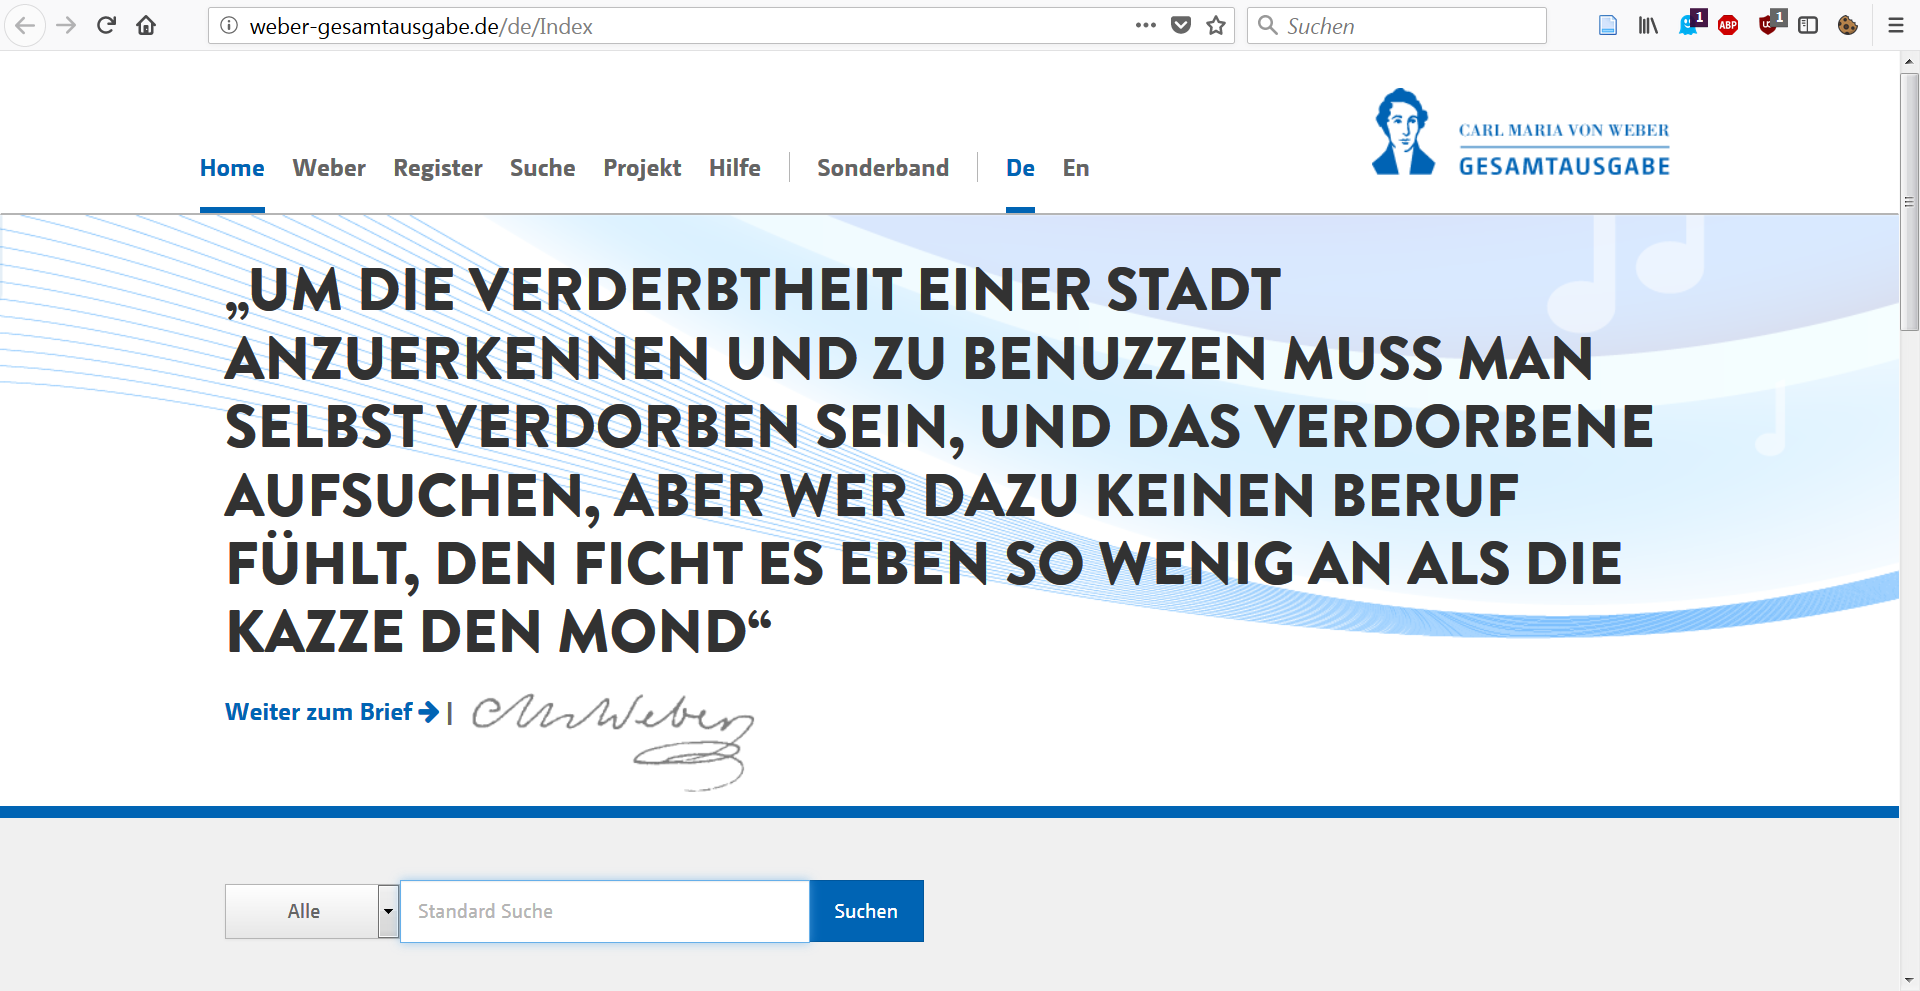 weber-gesamtausgabe.de/de/Index
Suchen
1
ABP
1
CARL MARIA VON WEBER
GESAMTAUSGABE
Home Weber Register Suche Projekt Hilfe Sonderband De En
„UM DIE VERDERBTHEIT EINER STADT
ANZUERKENNEN UND ZU BENUZZEN MUSS MAN
SELBST VERDORBEN SEIN, UND DAS VERDORBENE
AUFSUCHEN, ABER WER DAZU KEINEN BERUF
FÜHLT, DEN FICHT ES EBEN SO WENIG AN ALS DIE
KAZZE DEN MOND“
Weiter zum Brief → | CMvWeber
Alle Standard Suche Suchen